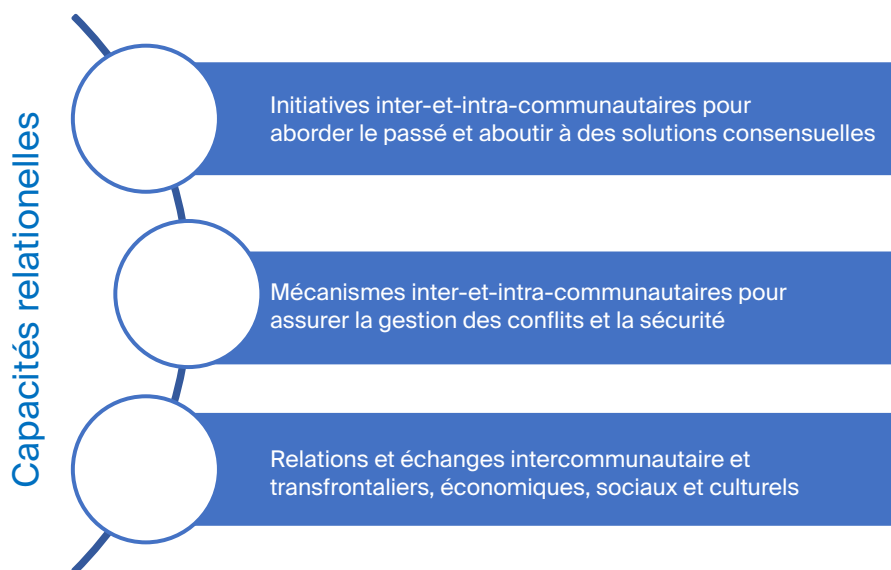 Capacités relationelles
Initiatives inter-et-intra-communautaires pour
aborder le passé et aboutir à des solutions consensuelles
Mécanismes inter-et-intra-communautaires pour
assurer la gestion des conflits et la sécurité
Relations et échanges intercommunautaire et
transfrontaliers, économiques, sociaux et culturels